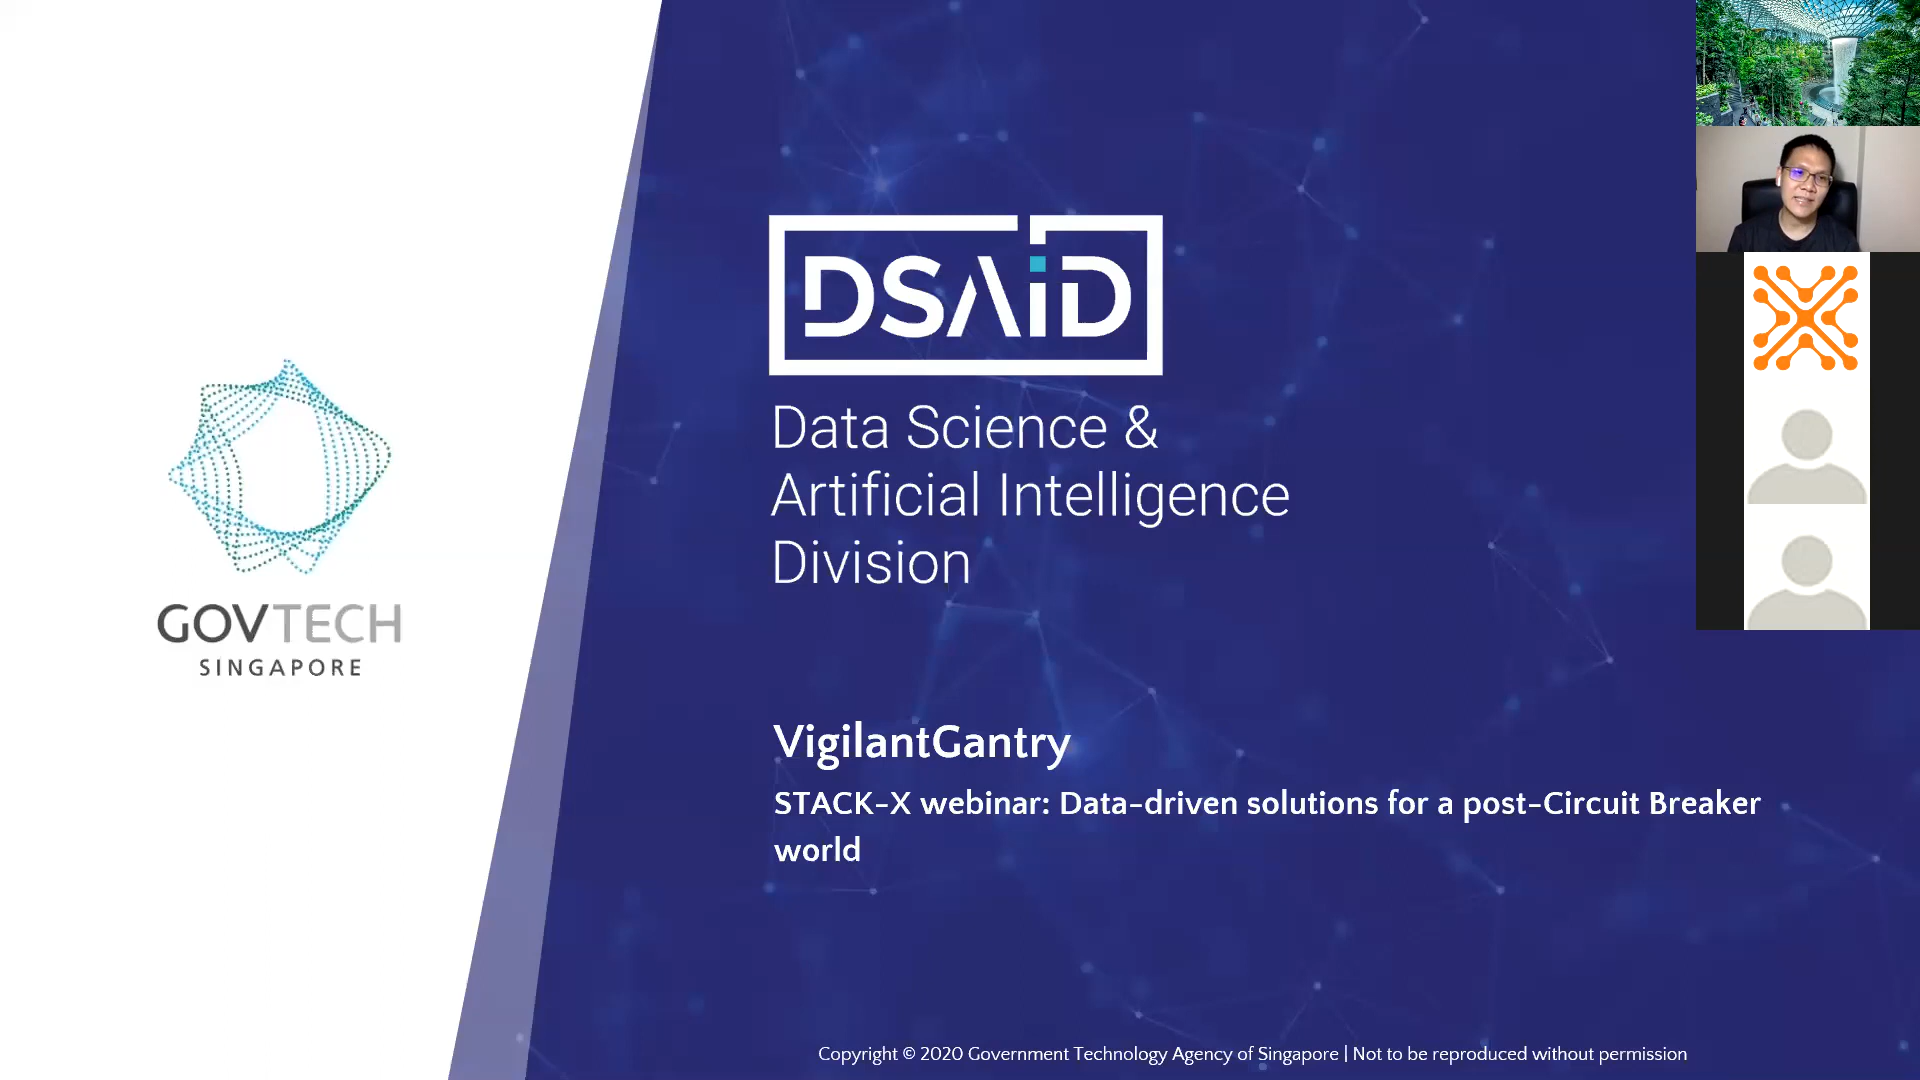 GOVTECH
SINGAPORE
DSAiD
Data Science &
Artificial Intelligence
Division
VigilantGantry
STACK-X webinar: Data-driven solutions for a post-Circuit Breaker
world
Copyright © 2020 Government Technology Agency of Singapore | Not to be reproduced without permission